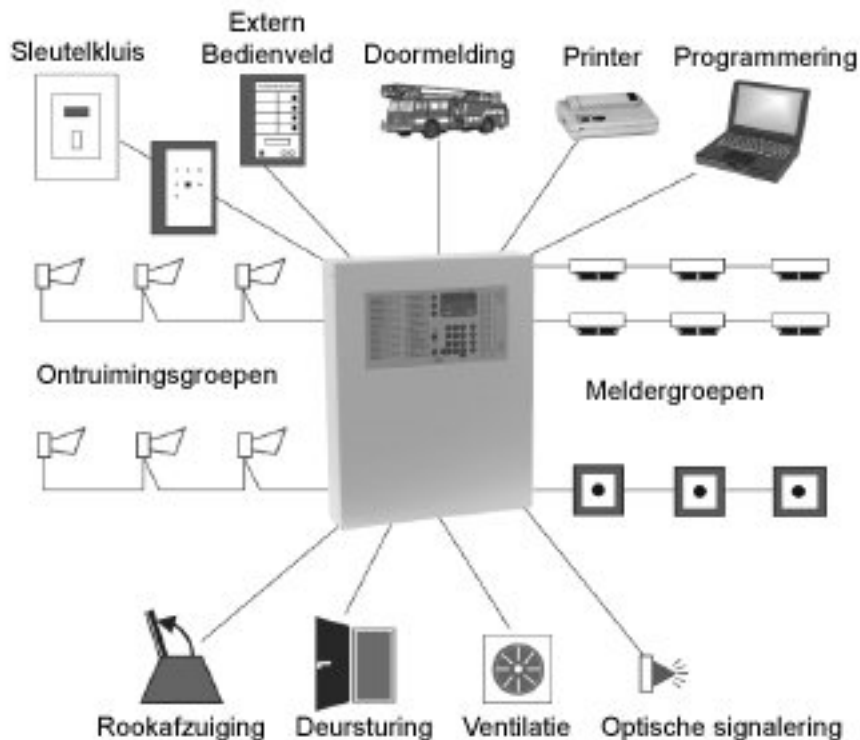 Sleutelkluis
Extern
Bedienveld
Doormelding
Printer
Programmering
Ontruimingsgroepen
Meldergroepen
Rookafzuiging
Deursturing
Ventilatie
Optische signalering